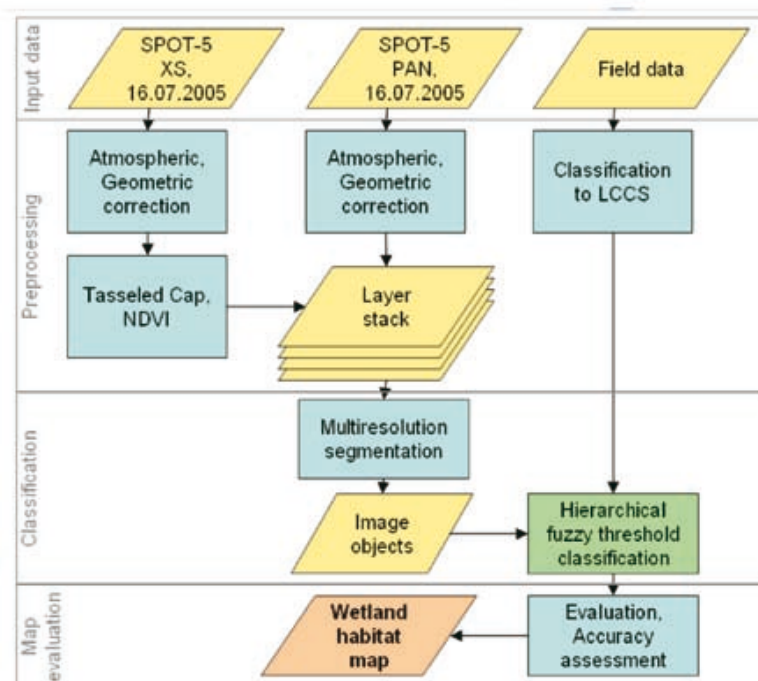 Input data
SPOT-5
XS,
16.07.2005
SPOT-5
PAN,
16.07.2005
Field data
Preprocessing
Atmospheric,
Geometric
correction
Atmospheric,
Geometric
correction
Classification
to LCCS
Tasseled Cap,
NDVI
Layer
stack
Classification
Multiresolution
segmentation
Image
objects
Hierarchical
fuzzy threshold
classification
Map
evaluation
Wetland
habitat
map
Evaluation,
Accuracy
assessment